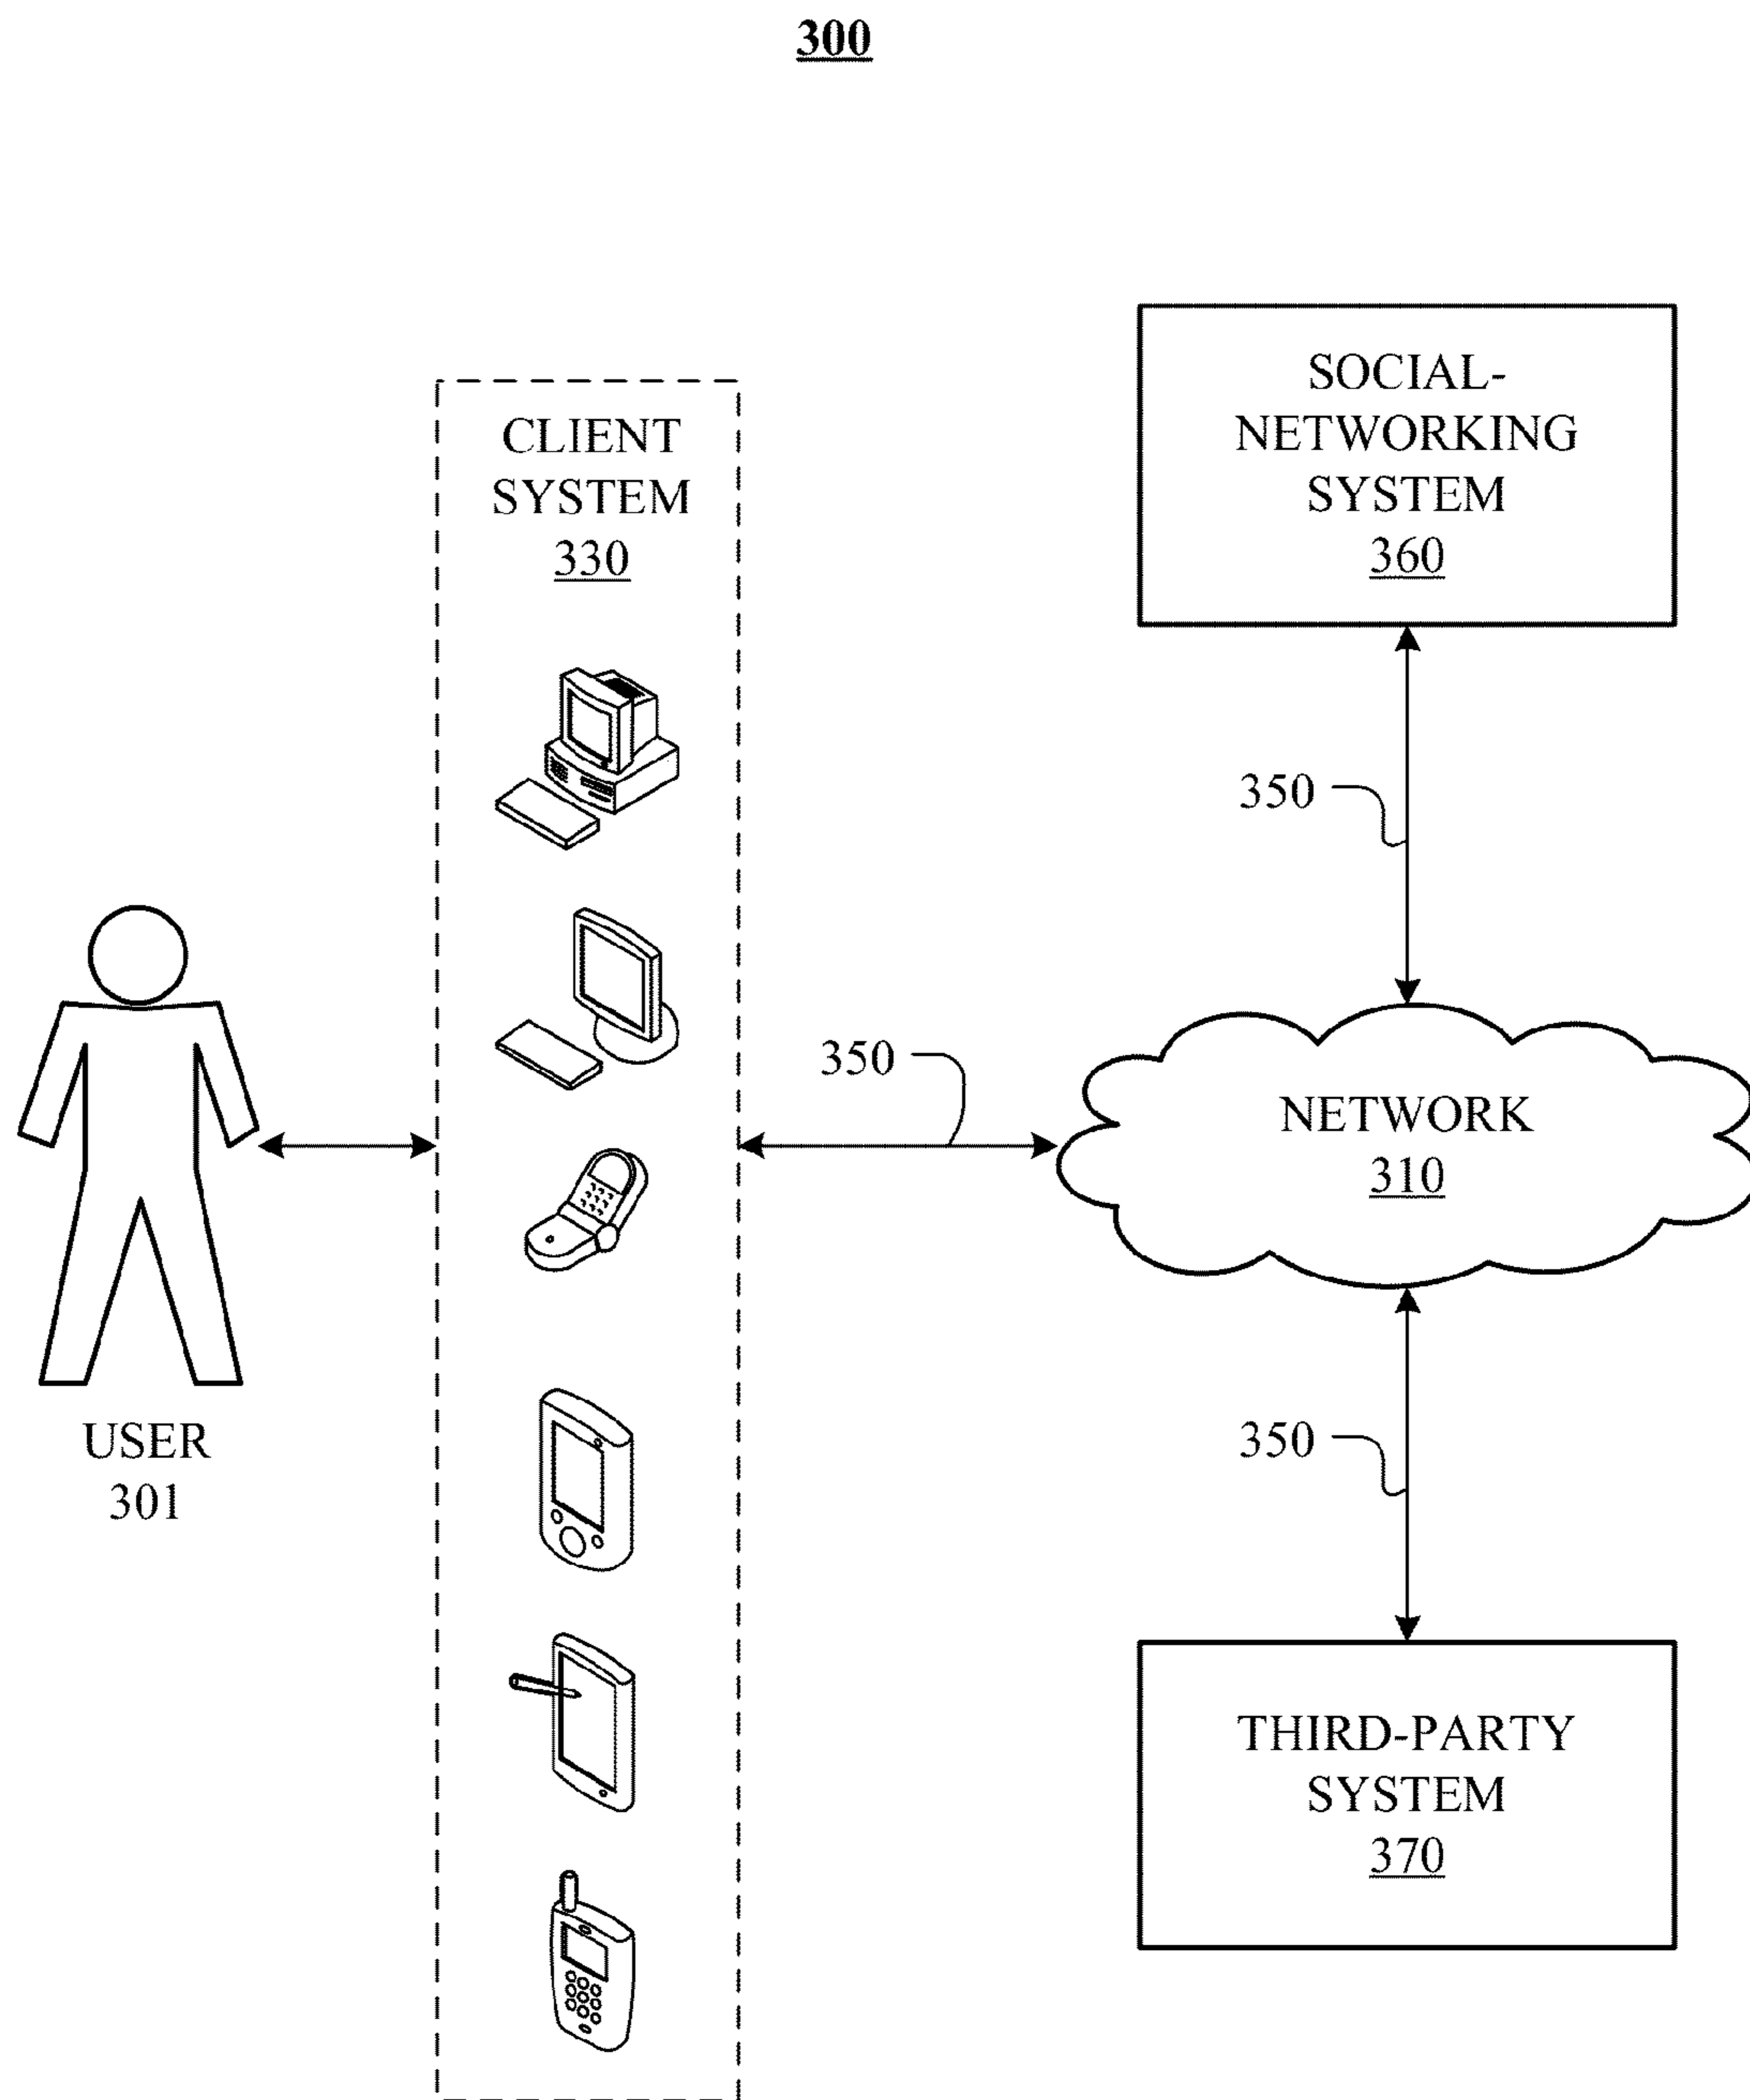 300
CLIENT
SYSTEM
330
SOCIAL-
NETWORKING
SYSTEM
360
350
350
NETWORK
310
350
USER
301
THIRD-PARTY
SYSTEM
370